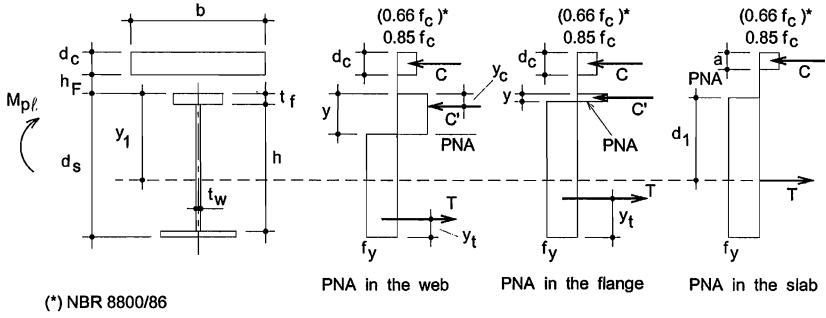 b
d_c
h_F
M_pℓ
y_1
d_s
t_w
t_f
h
(0.66 f_c)*
0.85 f_c
d_c
C
y_c
y
C'
PNA
T
y_t
f_y
PNA in the web
(0.66 f_c)*
0.85 f_c
d_c
C
y
C'
PNA
T
y_t
f_y
PNA in the flange
(0.66 f_c)*
0.85 f_c
a
C
PNA
d_1
T
f_y
PNA in the slab
(*) NBR 8800/86